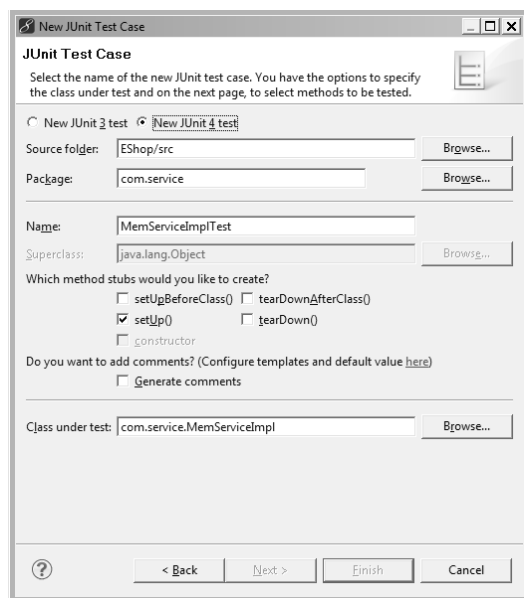 New JUnit Test Case
JUnit Test Case
Select the name of the new JUnit test case. You have the options to specify
the class under test and on the next page, to select methods to be tested.
New JUnit 3 test New JUnit 4 test
Source folder: EShop/src Browse...
Package: com.service Browse...
Name: MemServiceImplTest
Superclass: java.lang.Object Browse...
Which method stubs would you like to create?
setUpBeforeClass() tearDownAfterClass()
setUp() tearDown()
constructor
Do you want to add comments? (Configure templates and default value here)
Generate comments
Class under test: com.service.MemServiceImpl Browse...
? < Back Next > Finish Cancel